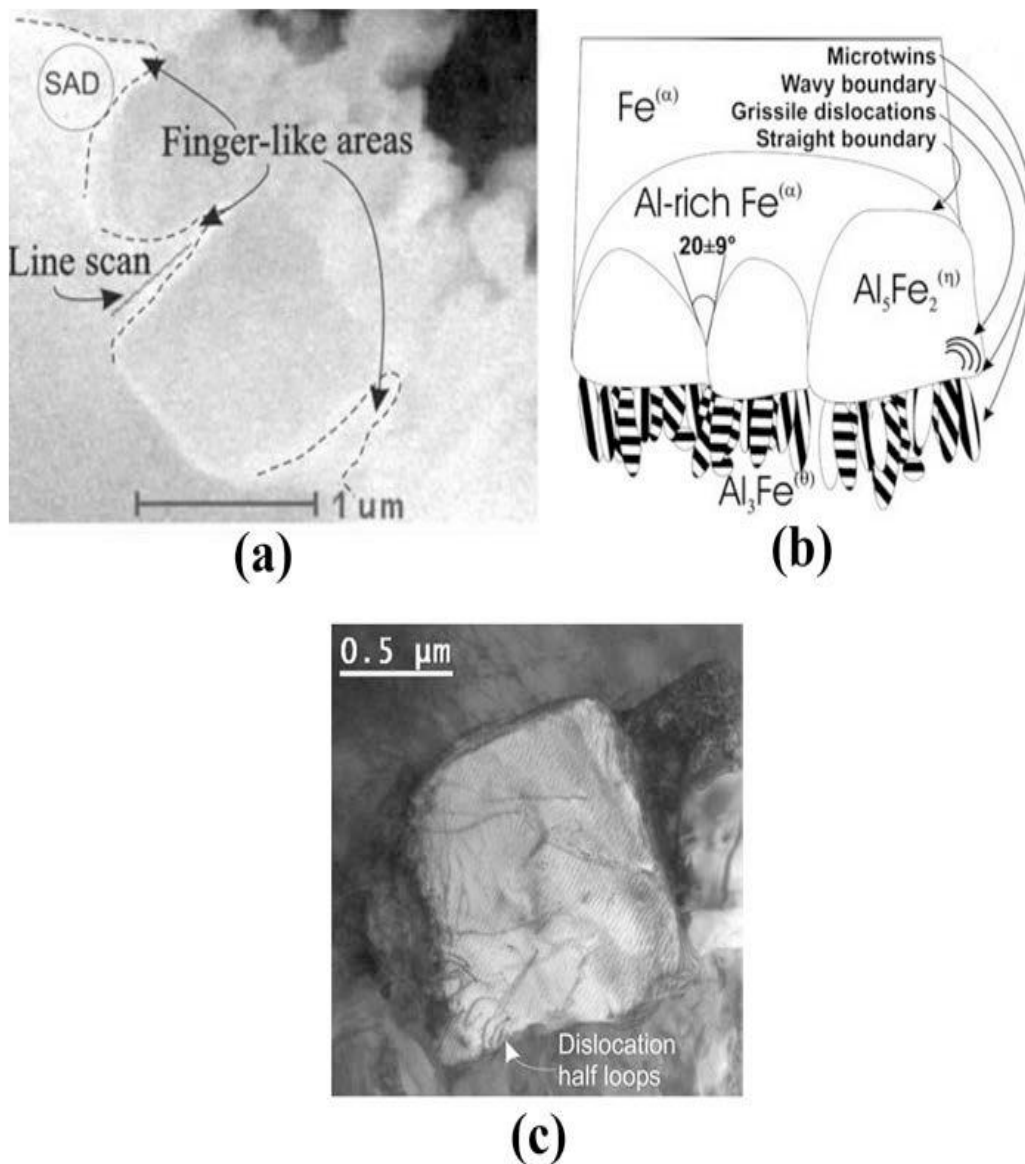 SAD
Finger-like areas
Line scan
1 um
(a)
Microtwins
Wavy boundary
Grissile dislocations
Straight boundary
Fe(α)
Al-rich Fe(α)
20±9°
Al5Fe2(η)
Al3Fe(θ)
(b)
0.5 μm
Dislocation
half loops
(c)